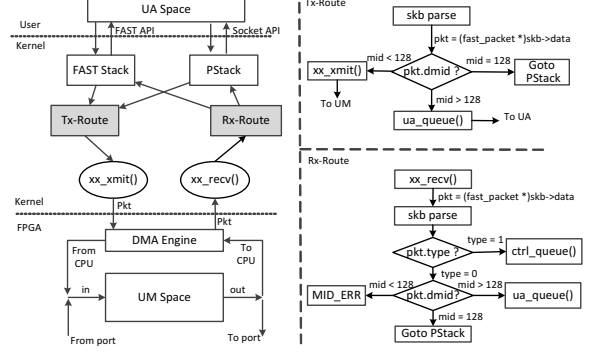 UA Space
User
FAST API
Socket API
Kernel
FAST Stack
PStack
Tx-Route
Rx-Route
xx_xmit()
xx_recv()
Kernel
Pkt
Pkt
FPGA
DMA Engine
From
CPU
To
CPU
in
UM Space
out
From port
To port
Tx-Route
skb parse
pkt = (fast_packet *)skb->data
mid < 128
mid = 128
xx_xmit()
pkt.dmid ?
Goto
PStack
To UM
mid > 128
ua_queue()
To UA
Rx-Route
xx_recv()
pkt = (fast_packet *)skb->data
skb parse
type = 1
pkt.type ?
ctrl_queue()
type = 0
mid < 128
mid > 128
MID_ERR
pkt.dmid?
ua_queue()
mid = 128
Goto PStack